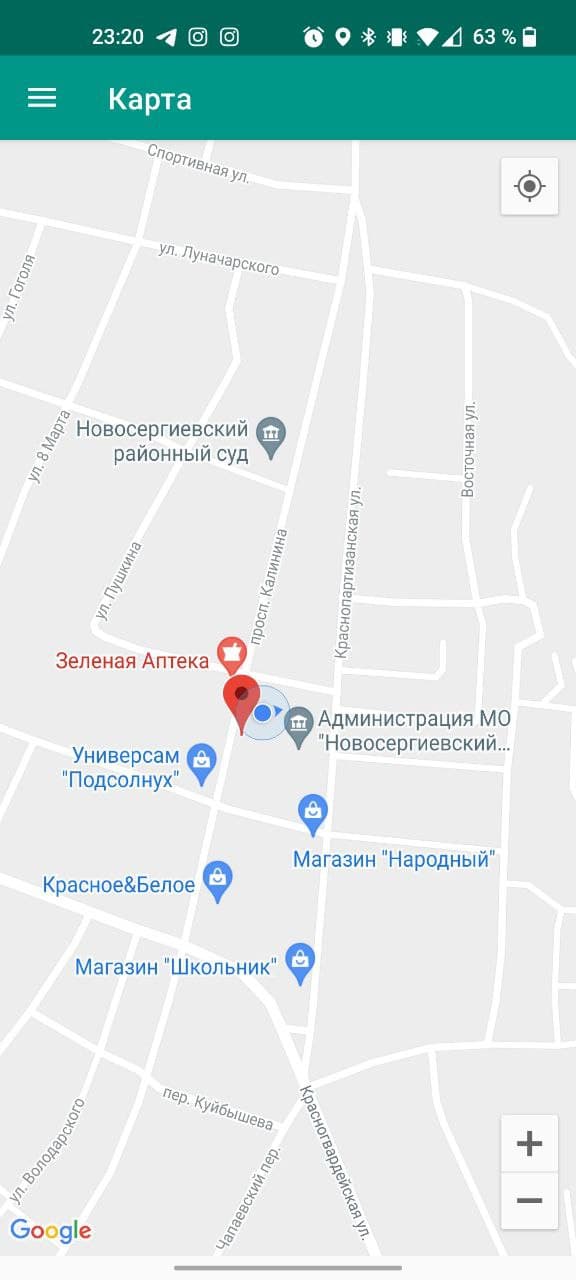 23:20
63 %
Карта
Спортивная ул.
ул. Луначарского
ул. Гоголя
ул. 8 Марта
Новосергиевский
районный суд
Восточная ул.
Краснопартизанская ул.
просп. Калинина
ул. Пушкина
Зеленая Аптека
Администрация МО
"Новосергиевский...
Универсам
"Подсолнух"
Магазин "Народный"
Красное&Белое
Магазин "Школьник"
пер. Куйбышева
Красногвардейская ул.
ул. Володарского
Чапаевский пер.
Google